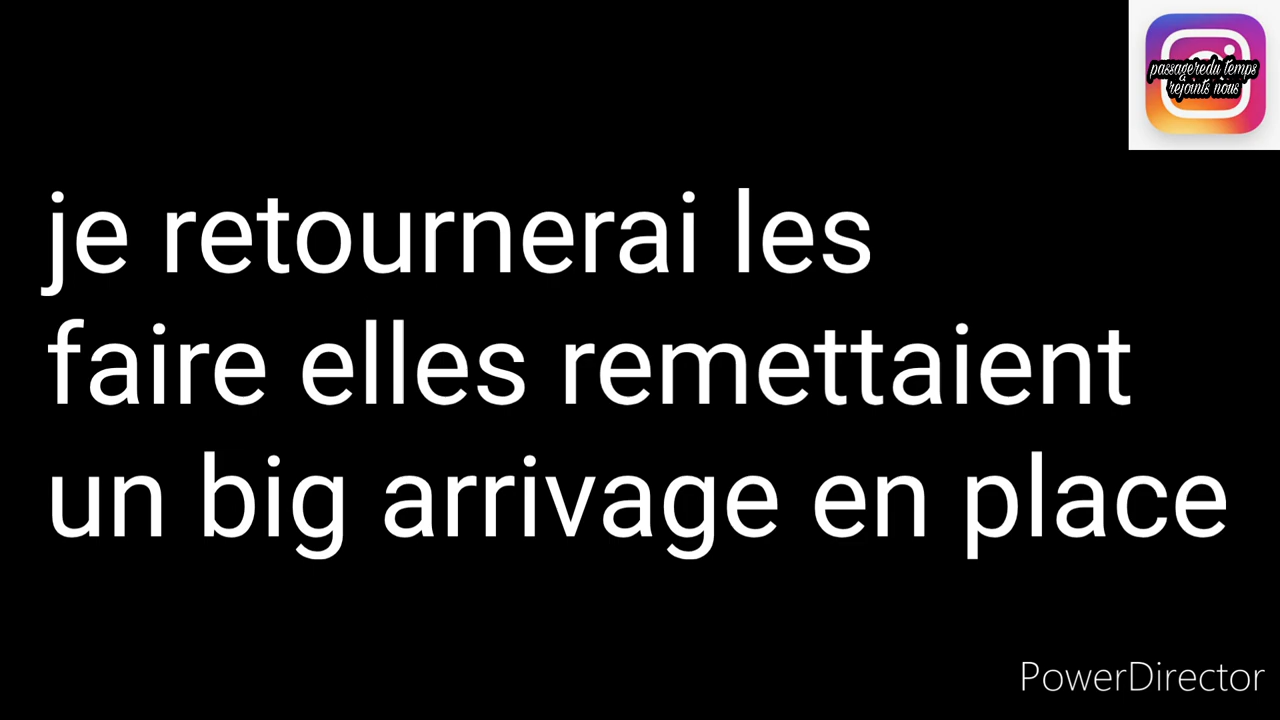 passageredu temps
rejoints nous
je retournerai les
faire elles remettaient
un big arrivage en place
PowerDirector